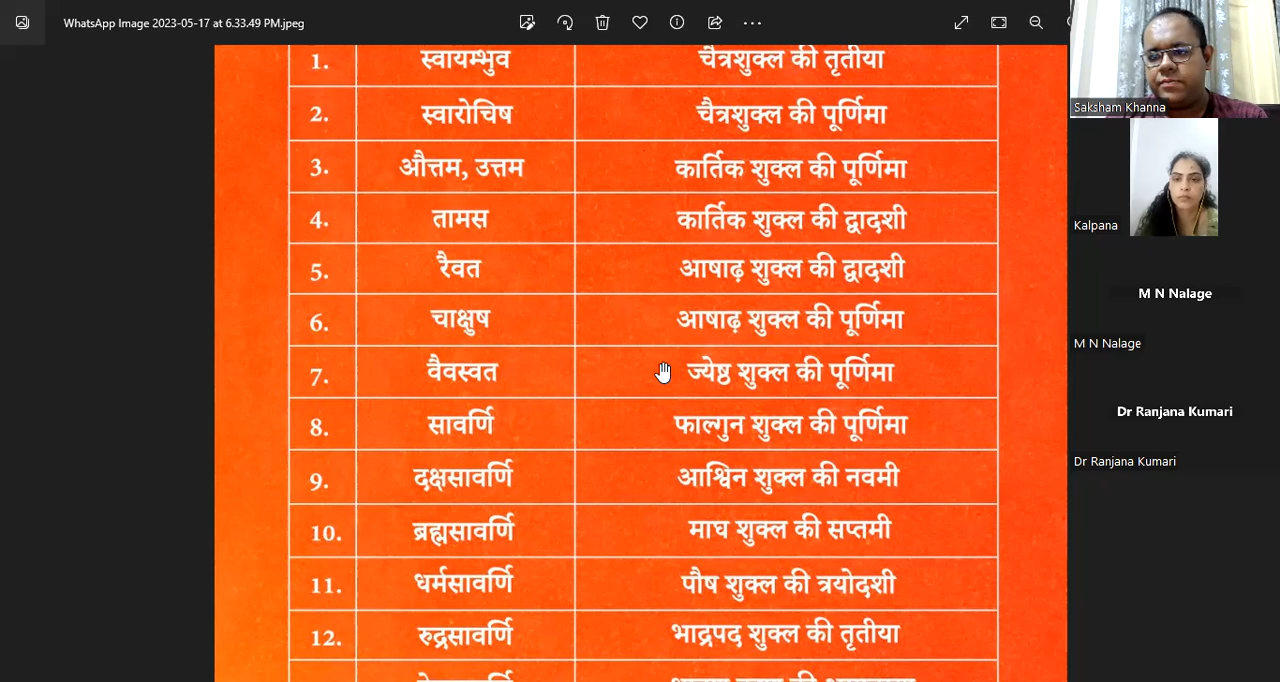 WhatsApp Image 2023-05-17 at 6.33.49 PM.jpeg
1. स्वायम्भुव चैत्रशुक्ल की तृतीया
2. स्वारोचिष चैत्रशुक्ल की पूर्णिमा
3. औत्तम, उत्तम कार्तिक शुक्ल की पूर्णिमा
4. तामस कार्तिक शुक्ल की द्वादशी
5. रैवत आषाढ़ शुक्ल की द्वादशी
6. चाक्षुष आषाढ़ शुक्ल की पूर्णिमा
7. वैवस्वत ज्येष्ठ शुक्ल की पूर्णिमा
8. सावर्णि फाल्गुन शुक्ल की पूर्णिमा
9. दक्षसावर्णि आश्विन शुक्ल की नवमी
10. ब्रह्मसावर्णि माघ शुक्ल की सप्तमी
11. धर्मसावर्णि पौष शुक्ल की त्रयोदशी
12. रुद्रसावर्णि भाद्रपद शुक्ल की तृतीया
Saksham Khanna
Kalpana
M N Nalage
M N Nalage
Dr Ranjana Kumari
Dr Ranjana Kumari